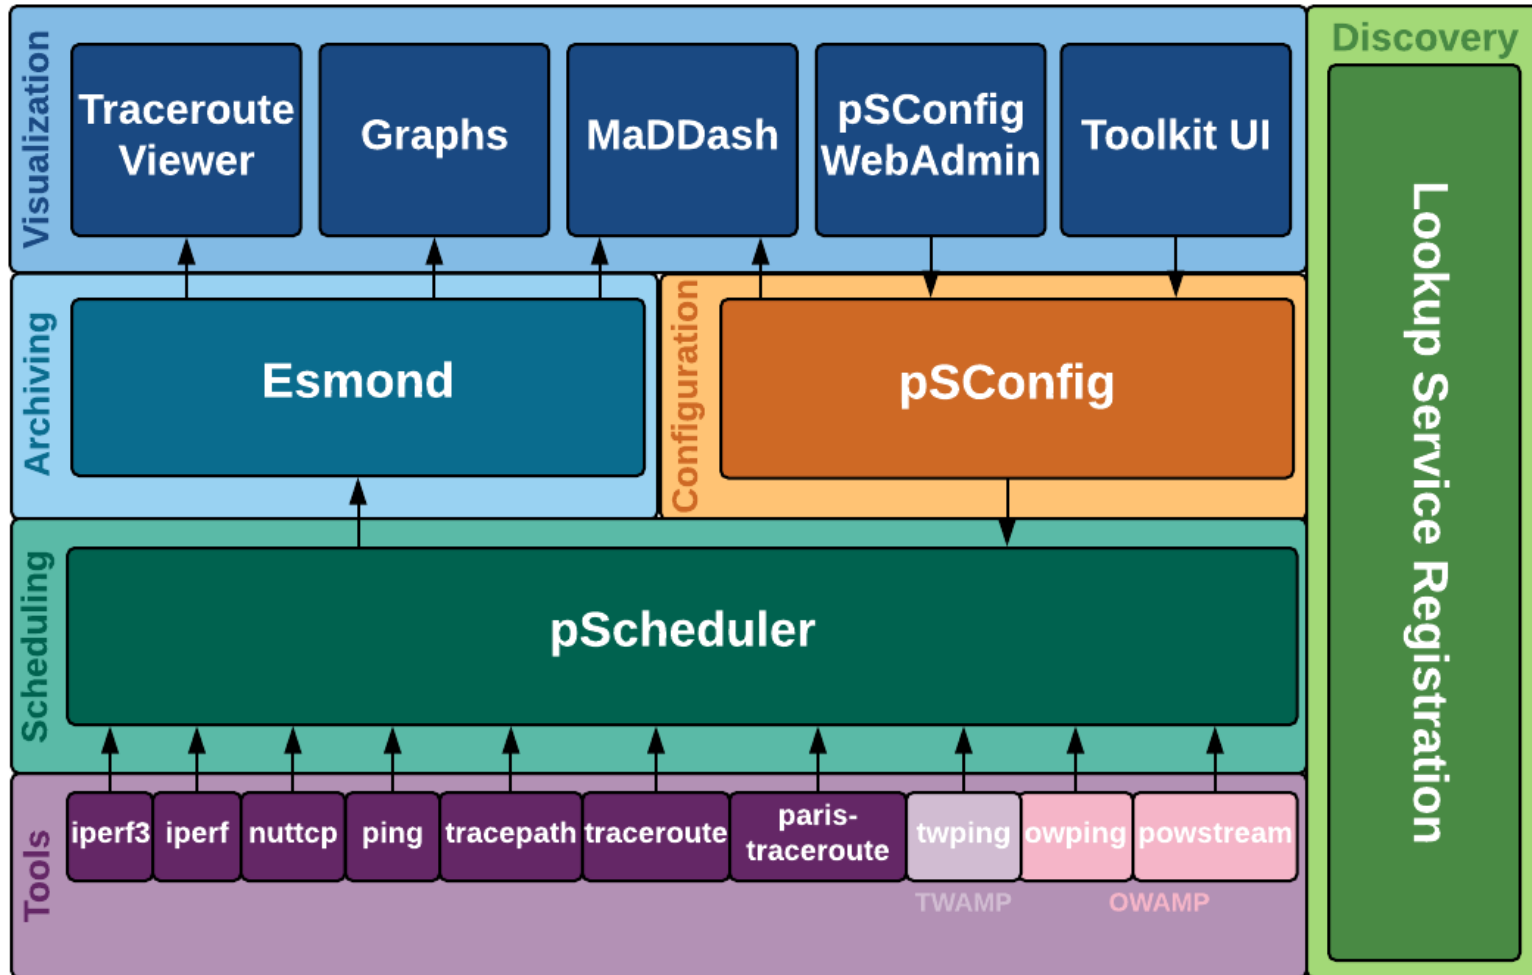 Visualization
Traceroute
Viewer
Graphs
MaDDash
pSConfig
WebAdmin
Toolkit UI
Discovery
Lookup Service Registration
Archiving
Esmond
Configuration
pSConfig
Scheduling
pScheduler
Tools
iperf3
iperf
nuttcp
ping
tracepath
traceroute
paris-
traceroute
twping
owping
powstream
TWAMP
OWAMP